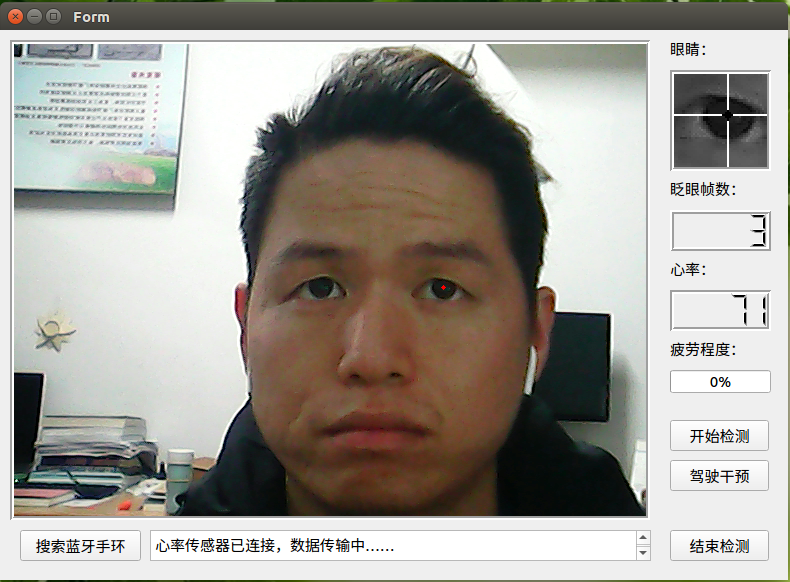 Form
眼睛：
眨眼帧数：
3
心率：
71
疲劳程度：
0%
开始检测
驾驶干预
搜索蓝牙手环
心率传感器已连接，数据传输中……
结束检测